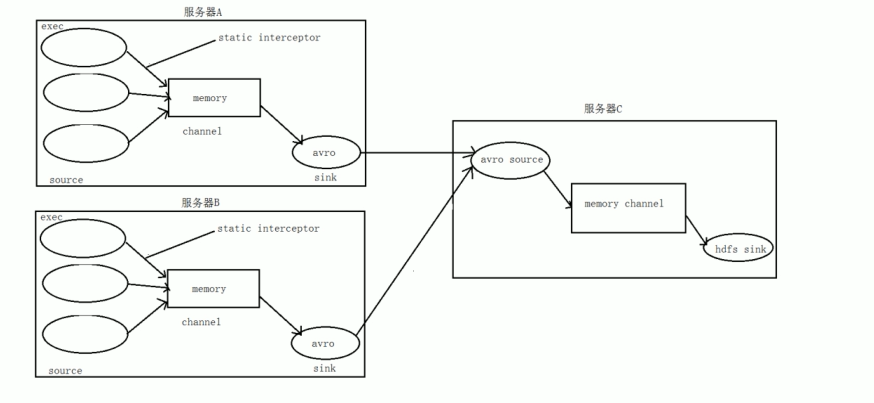 服务器A
exec
static interceptor
memory
channel
avro
sink
source
服务器B
exec
static interceptor
memory
channel
avro
sink
source
服务器C
avro source
memory channel
hdfs sink